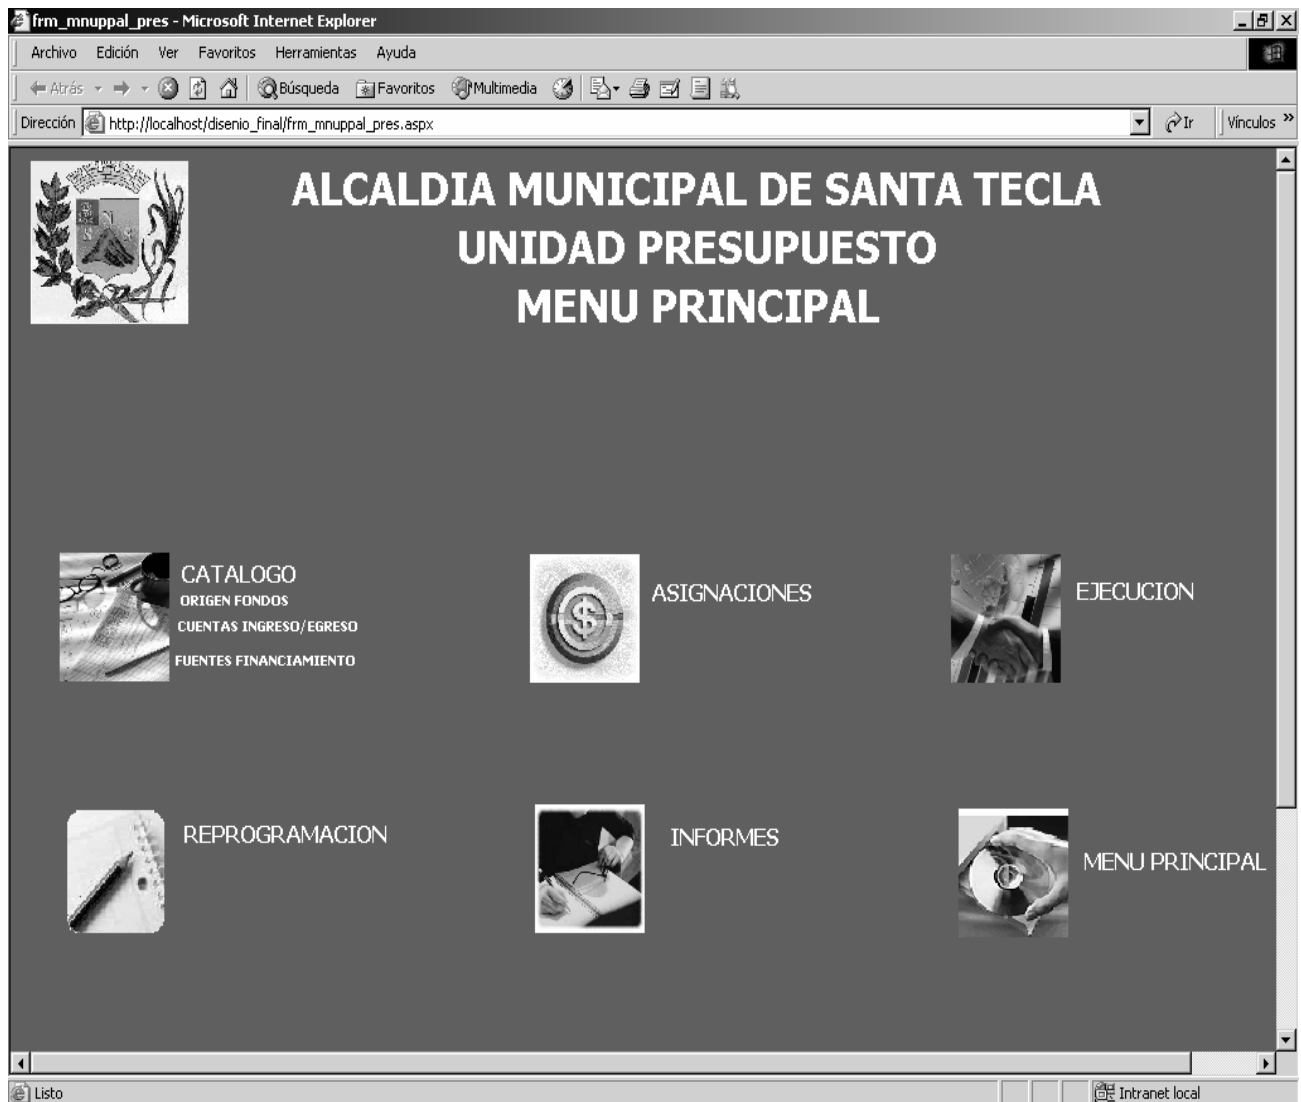 frm_mnuppal_pres - Microsoft Internet Explorer
Archivo Edición Ver Favoritos Herramientas Ayuda
Atrás Búsqueda Favoritos Multimedia
Dirección http://localhost/disenio_final/frm_mnuppal_pres.aspx Ir Vínculos »
ALCALDIA MUNICIPAL DE SANTA TECLA
UNIDAD PRESUPUESTO
MENU PRINCIPAL
CATALOGO
ORIGEN FONDOS
CUENTAS INGRESO/EGRESO
FUENTES FINANCIAMIENTO
ASIGNACIONES
EJECUCION
REPROGRAMACION
INFORMES
MENU PRINCIPAL
Listo Intranet local